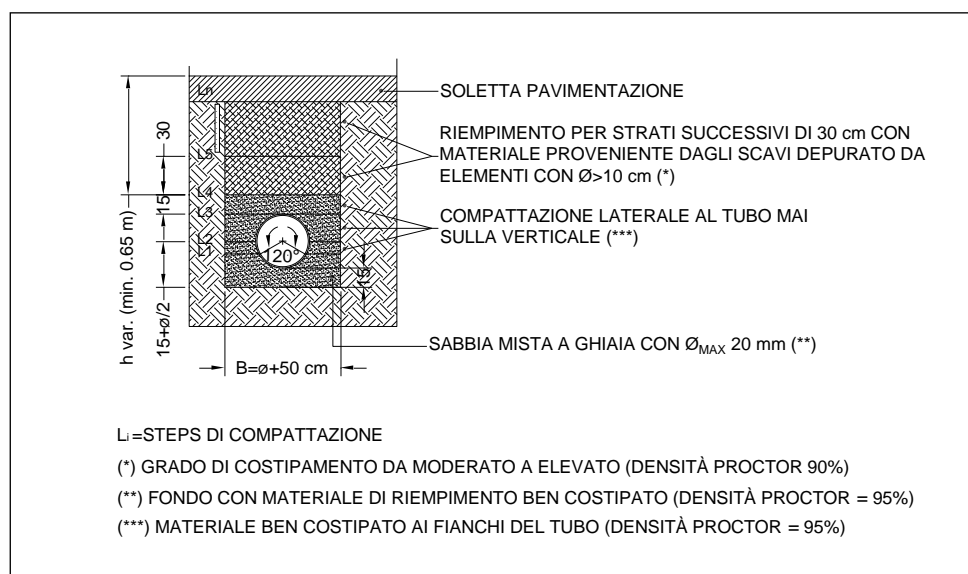 Ln
SOLETTA PAVIMENTAZIONE
RIEMPIMENTO PER STRATI SUCCESSIVI DI 30 cm CON
MATERIALE PROVENIENTE DAGLI SCAVI DEPURATO DA
ELEMENTI CON Ø>10 cm (*)
COMPATTAZIONE LATERALE AL TUBO MAI
SULLA VERTICALE (***)
SABBIA MISTA A GHIAIA CON ØMAX 20 mm (**)
h var. (min. 0.65 m)
30
15
15+ø/2
L5
L4
L3
L2
L1
120°
15
B=ø+50 cm
Li=STEPS DI COMPATTAZIONE
(*) GRADO DI COSTIPAMENTO DA MODERATO A ELEVATO (DENSITÀ PROCTOR 90%)
(**) FONDO CON MATERIALE DI RIEMPIMENTO BEN COSTIPATO (DENSITÀ PROCTOR = 95%)
(***) MATERIALE BEN COSTIPATO AI FIANCHI DEL TUBO (DENSITÀ PROCTOR = 95%)